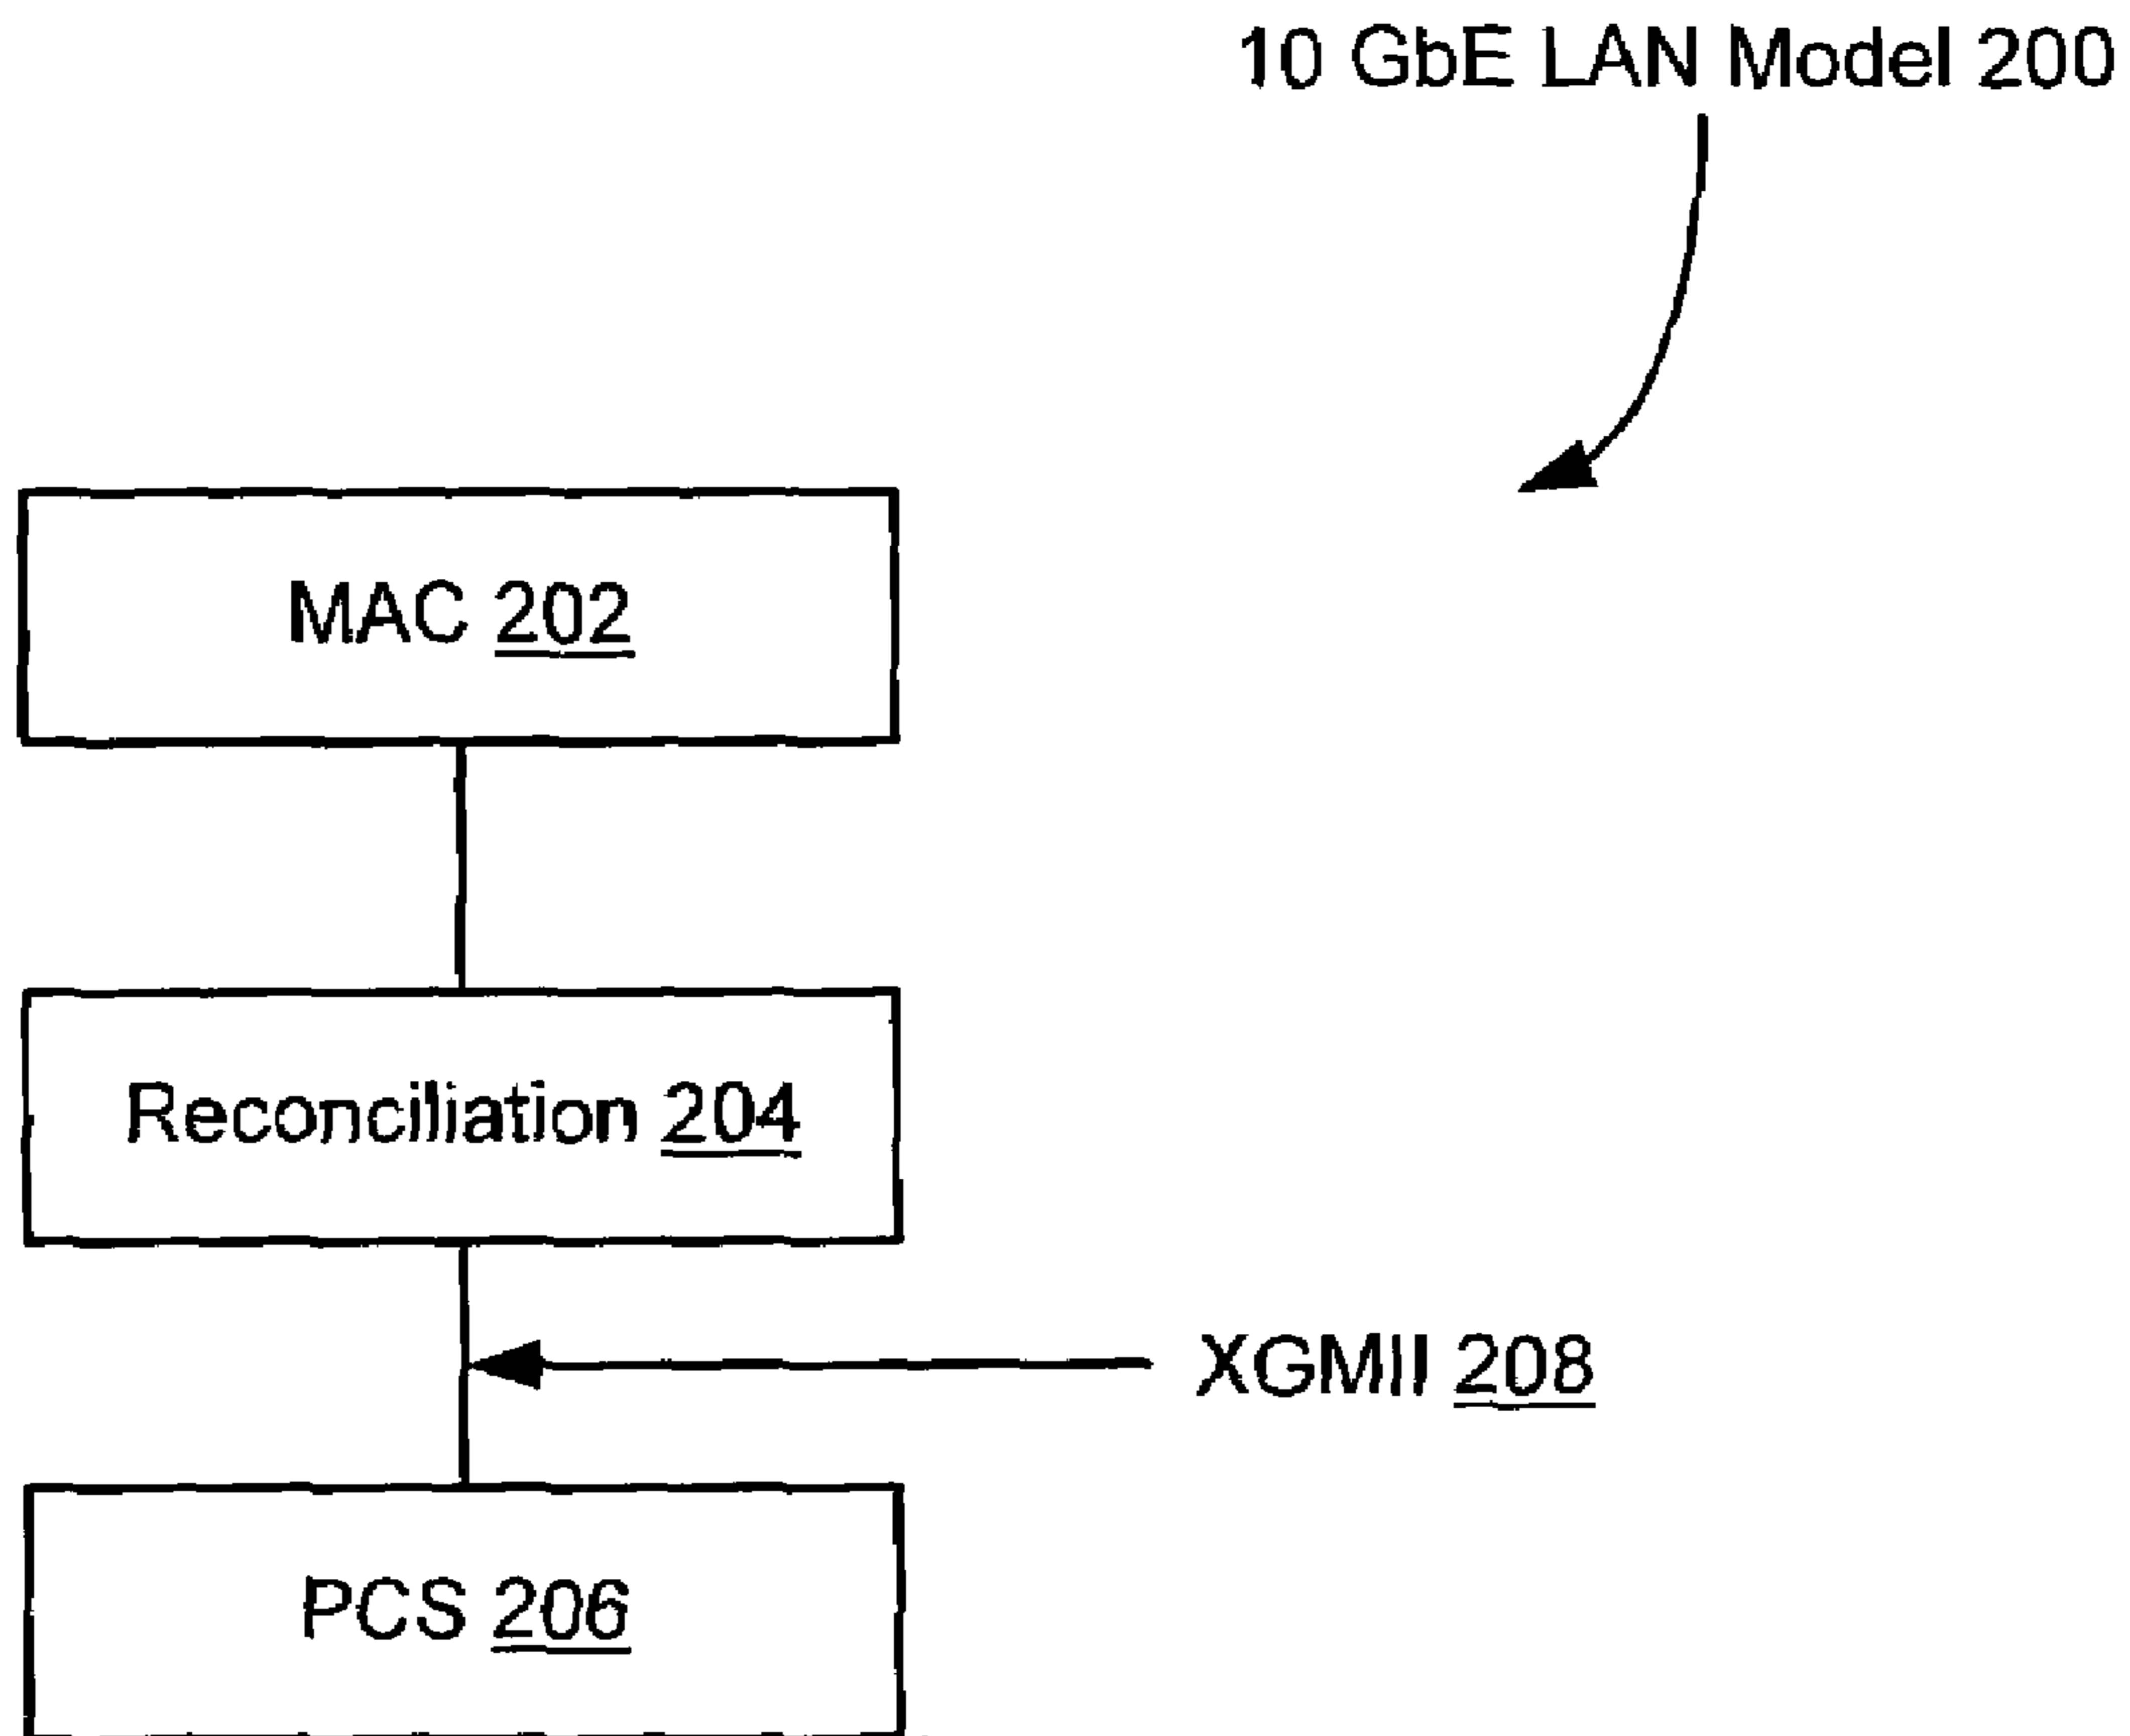 10 GbE LAN Model 200
MAC 202
Reconciliation 204
XGMII 208
PCS 206